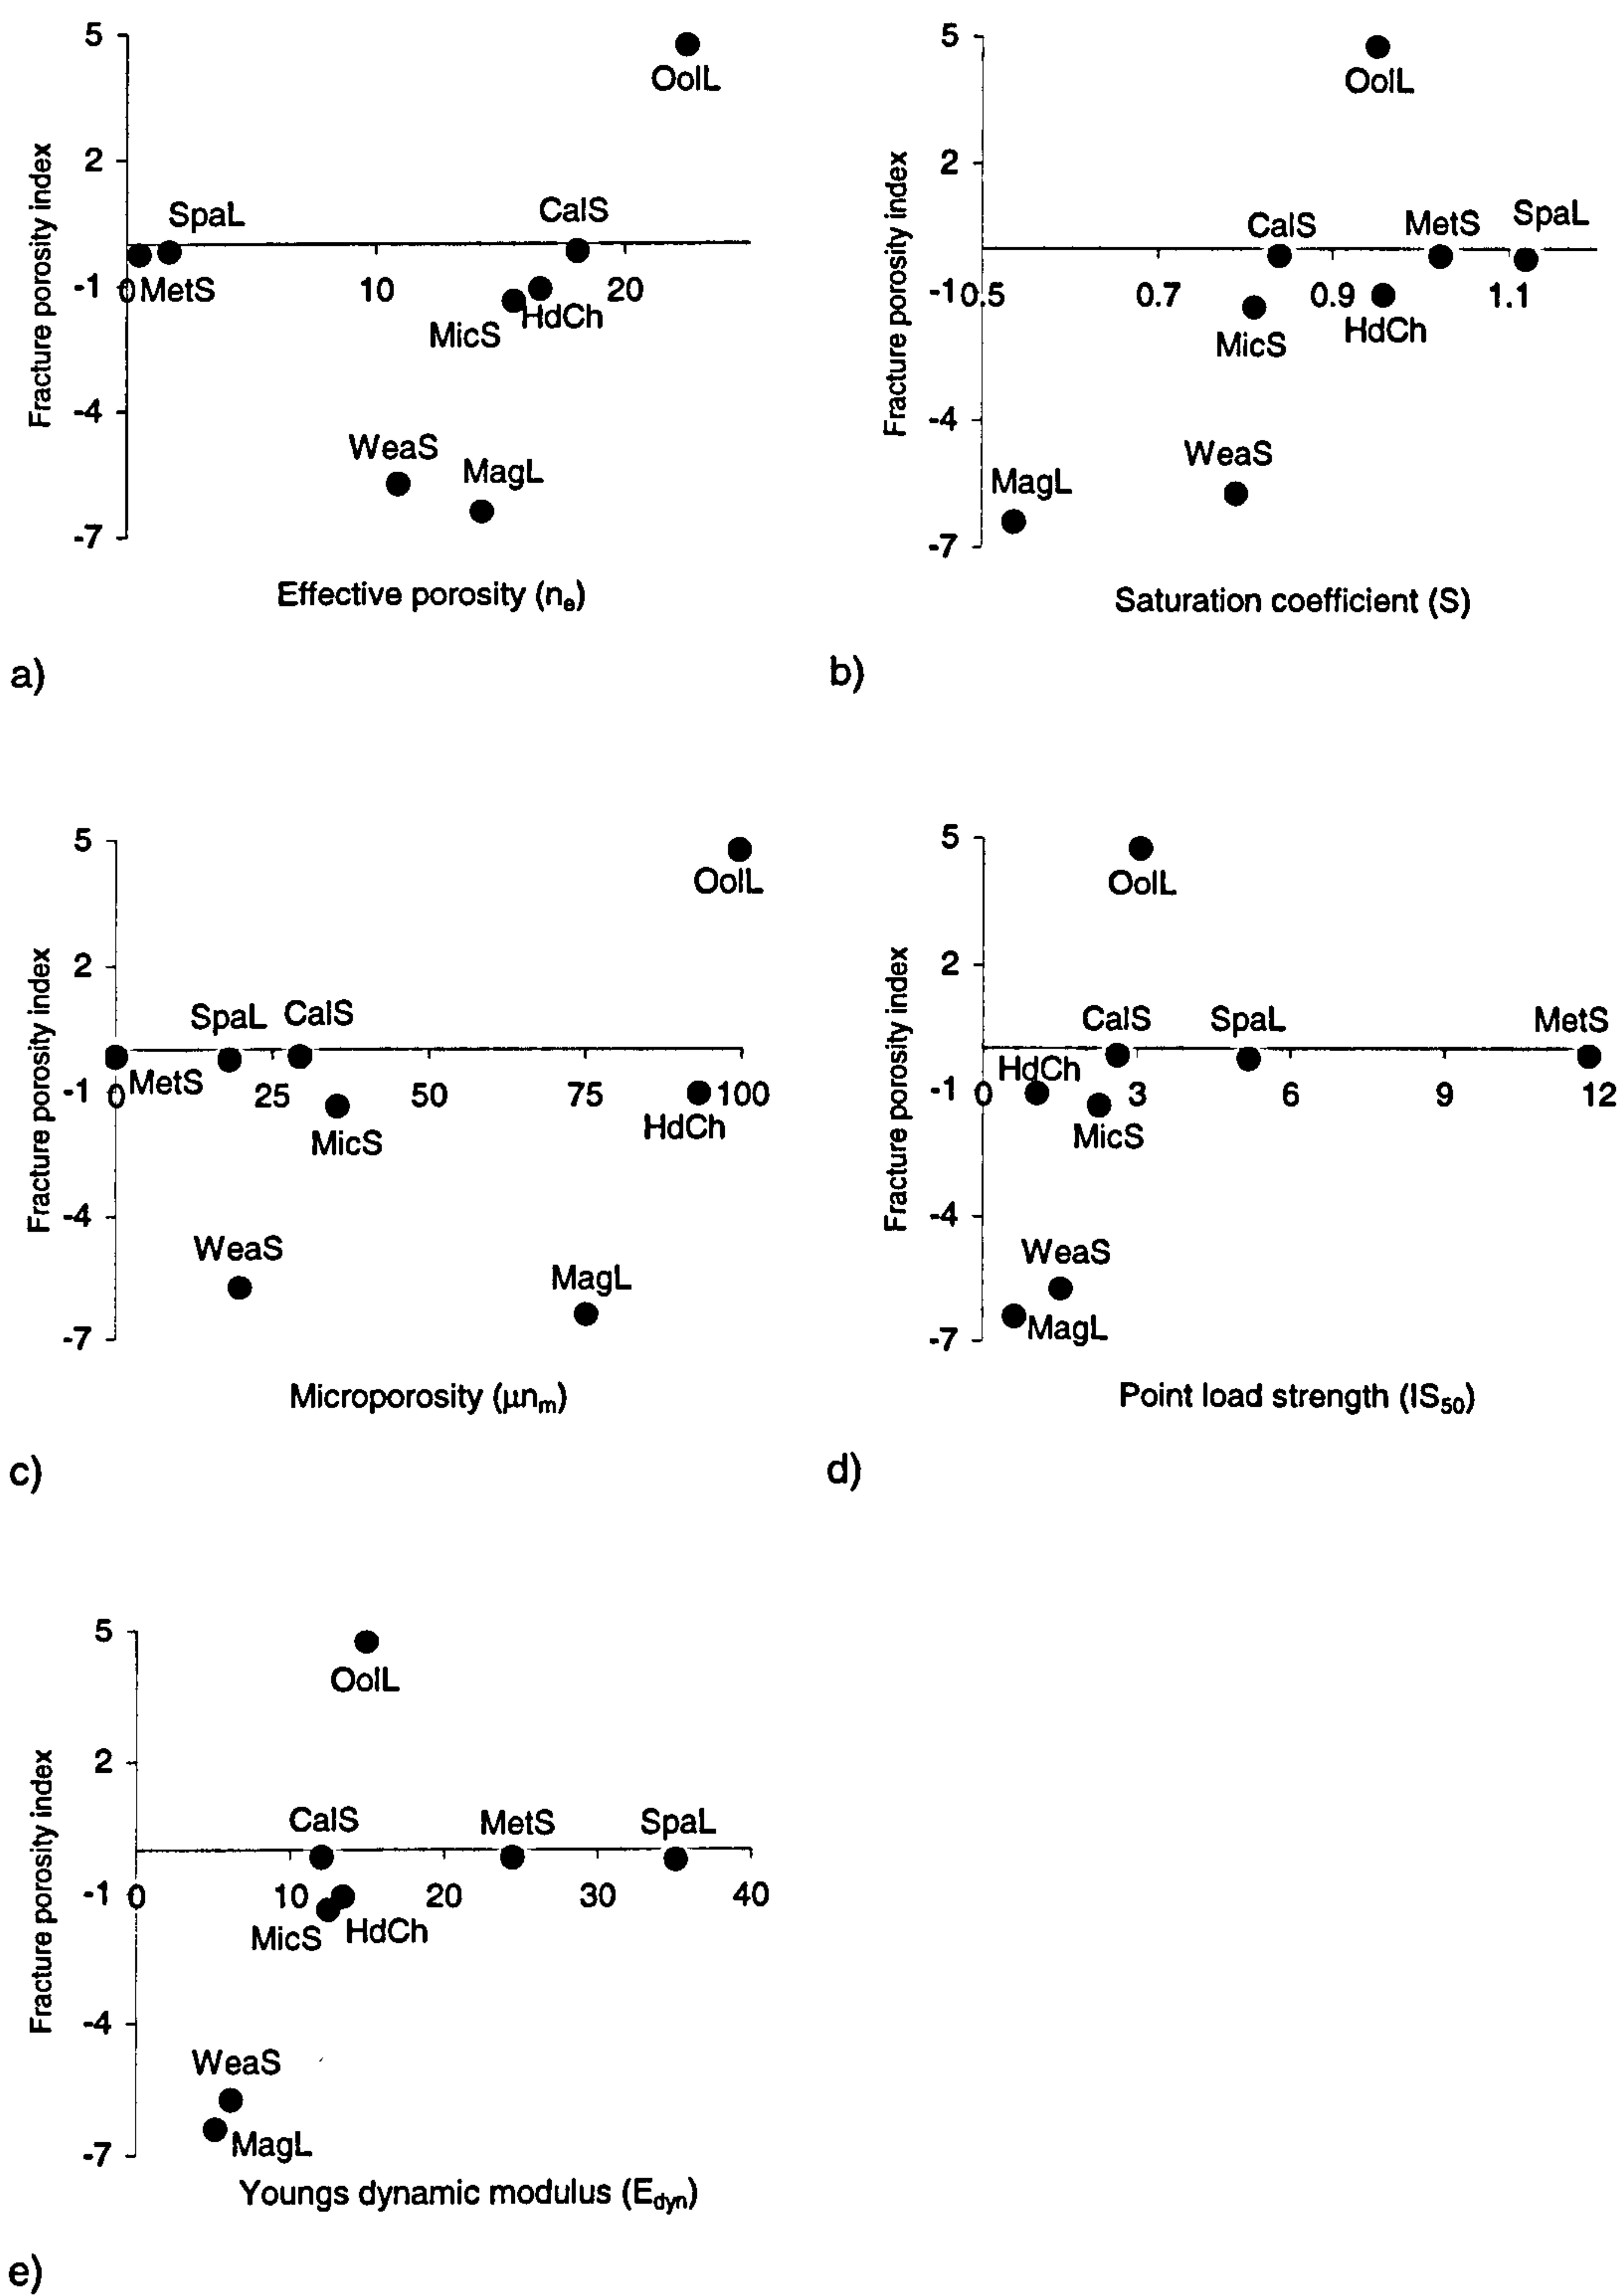 5
OolL
2
Fracture porosity index
SpaL
CalS
-1
0
MetS
10
20
MicS
HdCh
-4
WeaS
MagL
-7
Effective porosity (nₑ)
a)
5
OolL
2
Fracture porosity index
CalS
MetS
SpaL
-1
0.5
0.7
0.9
1.1
MicS
HdCh
-4
WeaS
MagL
-7
Saturation coefficient (S)
b)
5
OolL
2
Fracture porosity index
SpaL
CalS
-1
0
MetS
25
50
75
100
MicS
HdCh
-4
WeaS
MagL
-7
Microporosity (μnₘ)
c)
5
OolL
2
Fracture porosity index
CalS
SpaL
MetS
HdCh
-1
0
3
6
9
12
MicS
-4
WeaS
MagL
-7
Point load strength (IS₅₀)
d)
5
OolL
2
Fracture porosity index
CalS
MetS
SpaL
-1
0
10
20
30
40
MicS
HdCh
-4
WeaS
MagL
-7
Youngs dynamic modulus (E_dyn)
e)